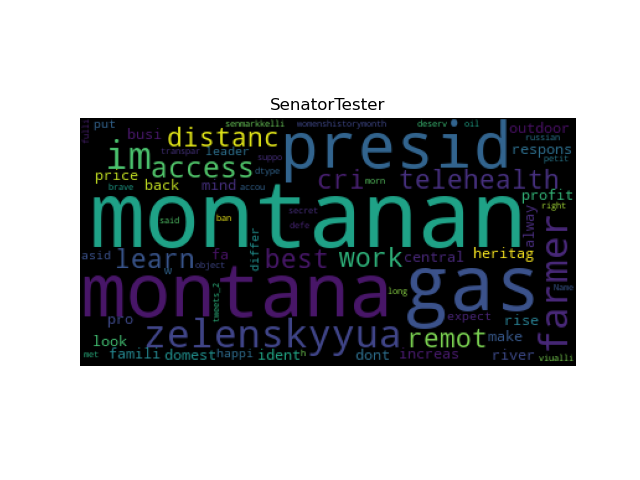 SenatorTester
put
senmarkkelli
womenshistorymonth
deserv
oil
outdoor
russian
busi
distanc
presid
transpar
leader
im
access
suppo
dtype
respons
petit
price
back
mind
accou
cri
morn
telehealth
profit
brave
said
ban
montanan
secret
defe
right
alway
asid
learn
w
object
fa
differ
best
work
central
heritag
farmer
montana
tweets_2
long
gas
Name
pro
zelenskyyua
expect
rise
look
remot
make
met
famili
domest
happi
ident
h
dont
increas
river
viualli